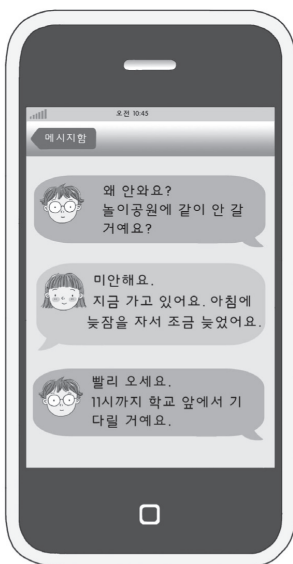 오전 10:45
메시지함
왜 안와요?
놀이공원에 같이 안 갈
거예요?
미안해요.
지금 가고 있어요. 아침에
늦잠을 자서 조금 늦었어요.
빨리 오세요.
11시까지 학교 앞에서 기
다릴 거예요.